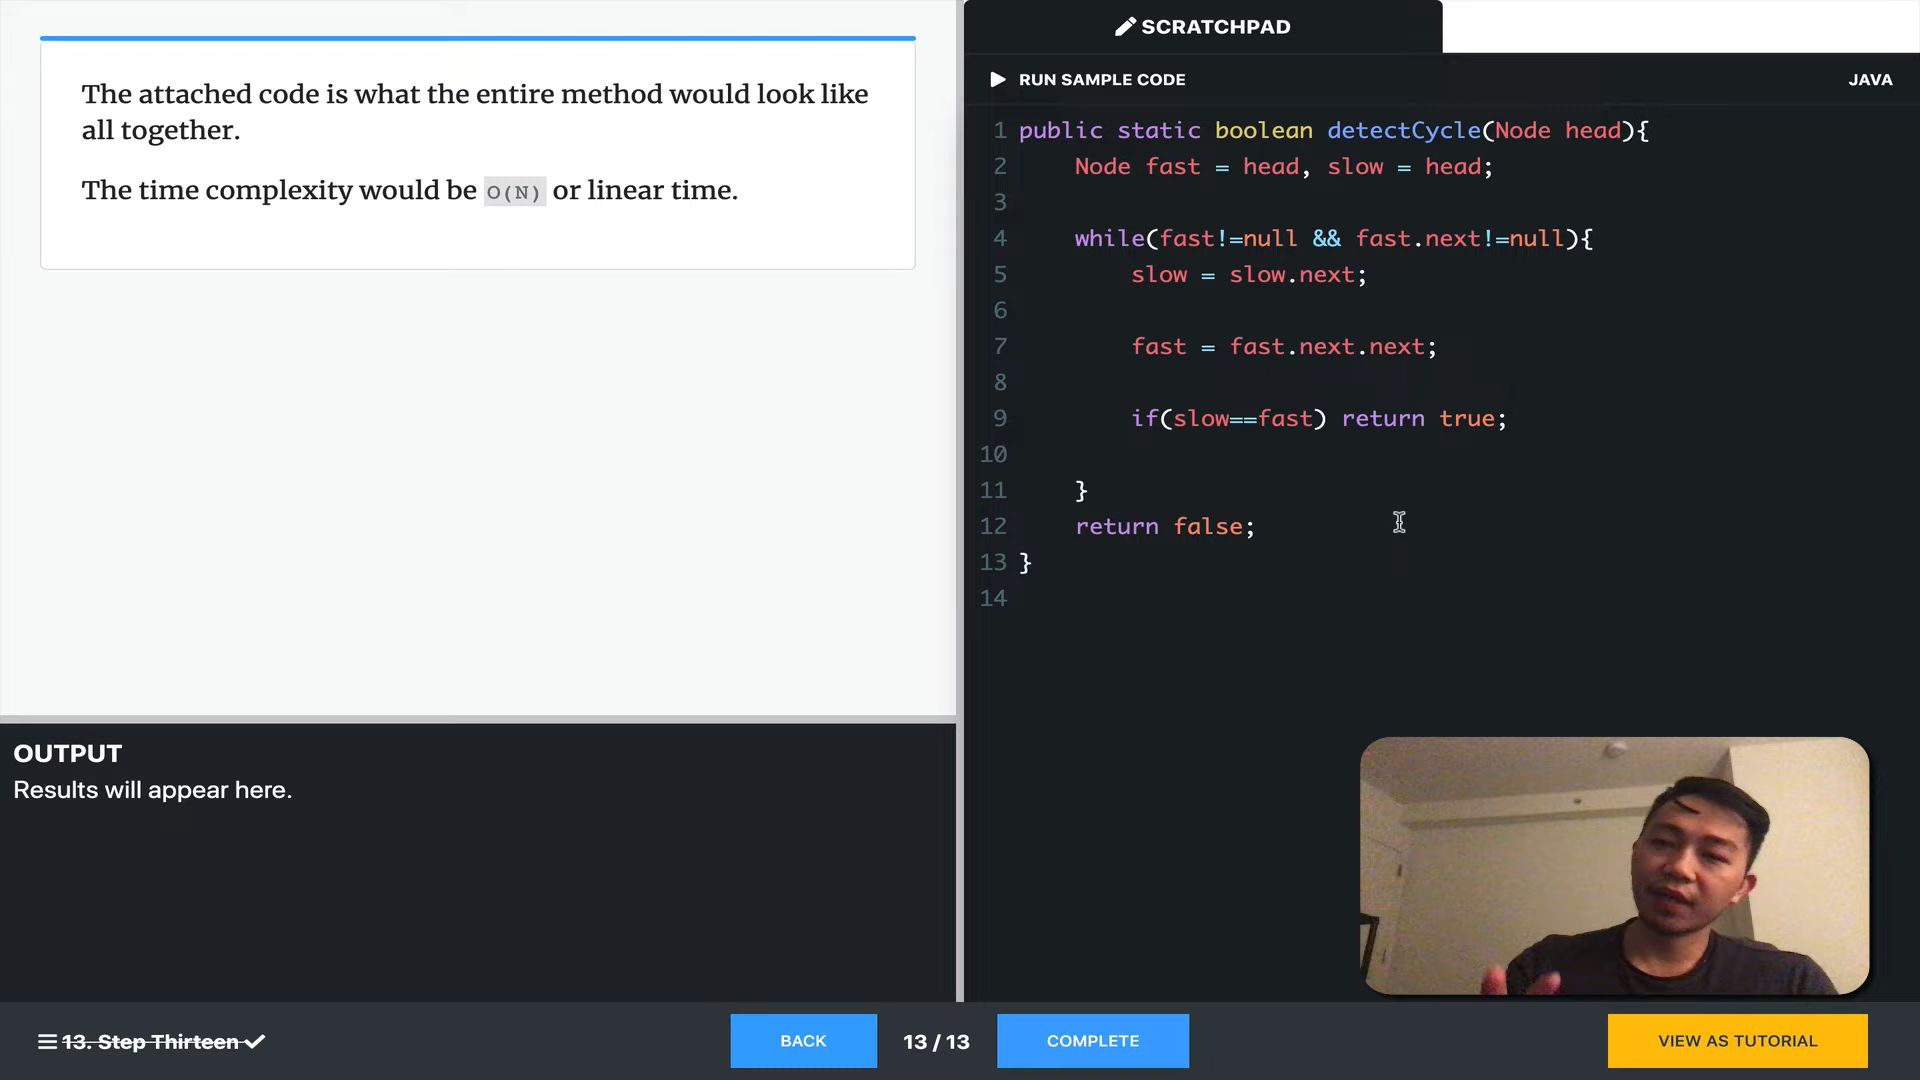 The attached code is what the entire method would look like
all together.
The time complexity would be O(N) or linear time.
OUTPUT
Results will appear here.
SCRATCHPAD
RUN SAMPLE CODE
JAVA
1 public static boolean detectCycle(Node head){
2 Node fast = head, slow = head;
3
4 while(fast!=null && fast.next!=null){
5 slow = slow.next;
6
7 fast = fast.next.next;
8
9 if(slow==fast) return true;
10
11 }
12 return false;
13 }
14
13. Step Thirteen
BACK
13 / 13
COMPLETE
VIEW AS TUTORIAL